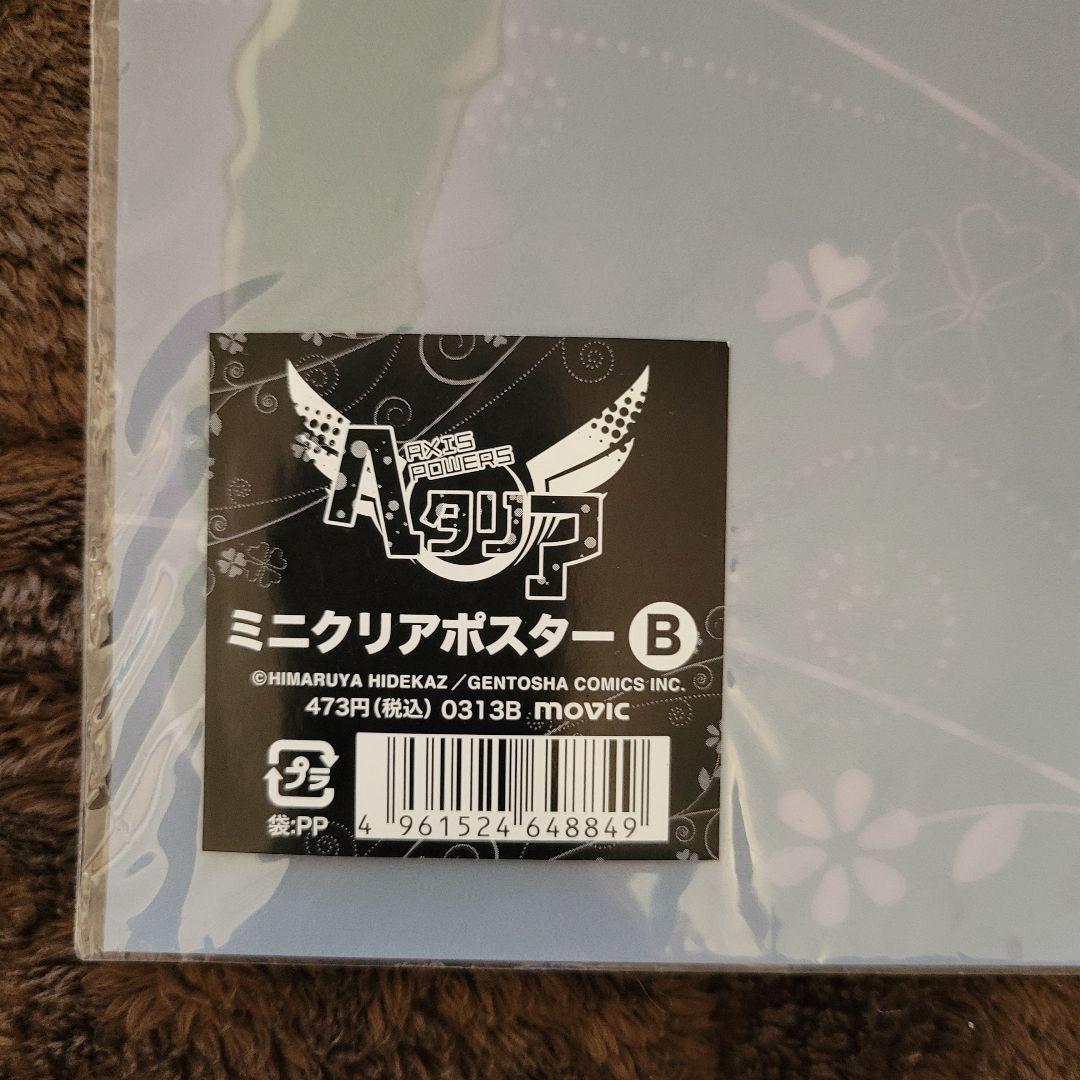 AXIS
POWERS
ヘタリア
ミニクリアポスター B
©HIMARUYA HIDEKAZ／GENTOSHA COMICS INC.
473円(税込) 0313B movic
プラ
袋:PP
4 961524 648849